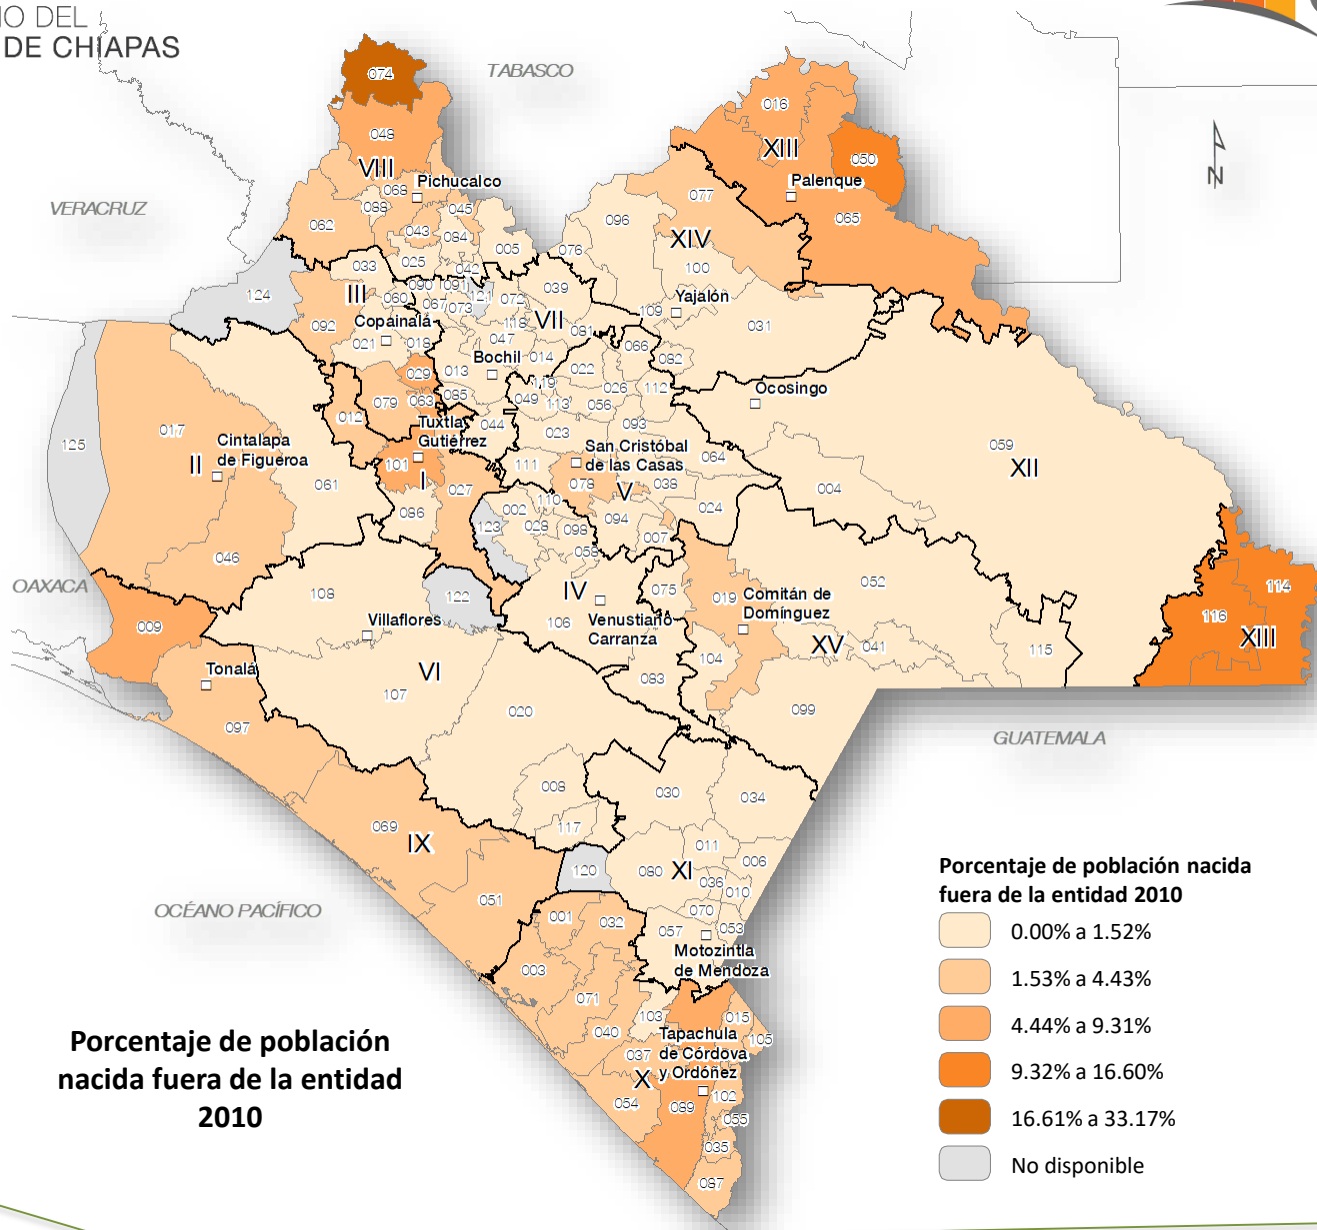 O DEL
DE CHIAPAS
TABASCO
VERACRUZ
OAXACA
OCÉANO PACÍFICO
GUATEMALA
N
074
048
VIII
068
Pichucalco
088
062
043
045
084
025
042
005
016
XIII
050
Palenque
065
077
096
XIV
076
100
109
Yajalón
031
124
033
III
060
090
091
121
067
073
072
039
118
VII
081
092
Copainalá
021
018
047
Bochil
014
013
029
079
063
085
012
044
Tuxtla
Gutiérrez
101
I
027
086
066
082
022
026
112
119
049
113
056
023
093
064
San Cristóbal
de las Casas
111
078
V
038
024
Ocosingo
059
XII
004
125
017
II
Cintalapa
de Figueroa
061
046
002
110
123
028
098
058
094
007
052
114
116
XIII
009
108
122
Villaflores
IV
106
Venustiano
Carranza
075
019
Comitán de
Domínguez
104
XV
041
115
Tonalá
VI
107
083
097
020
099
008
030
034
117
069
IX
120
080
XI
011
006
036
010
051
070
053
057
Motozintla
de Mendoza
001
032
003
071
040
103
015
105
Tapachula
de Córdova
y Ordóñez
037
X
054
089
102
055
035
087
Porcentaje de población
nacida fuera de la entidad
2010
Porcentaje de población nacida
fuera de la entidad 2010
0.00% a 1.52%
1.53% a 4.43%
4.44% a 9.31%
9.32% a 16.60%
16.61% a 33.17%
No disponible